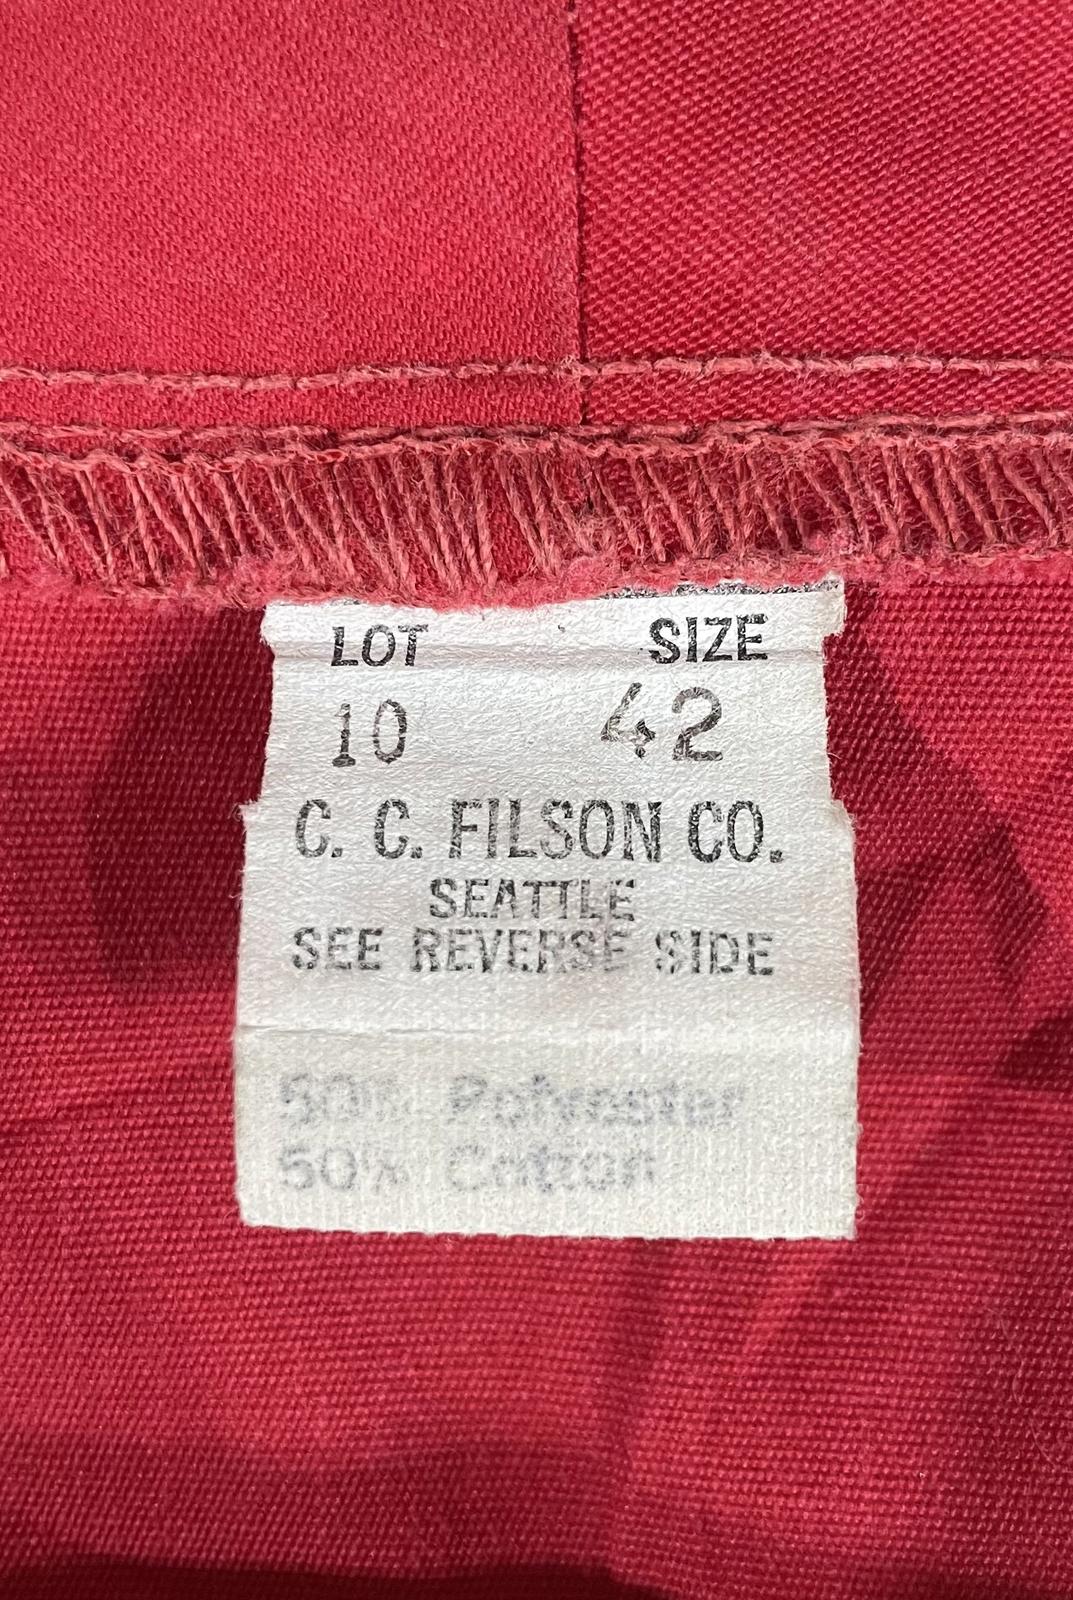 LOT SIZE
10 42
C. C. FILSON CO.
SEATTLE
SEE REVERSE SIDE
50% Polyester
50% Cotton